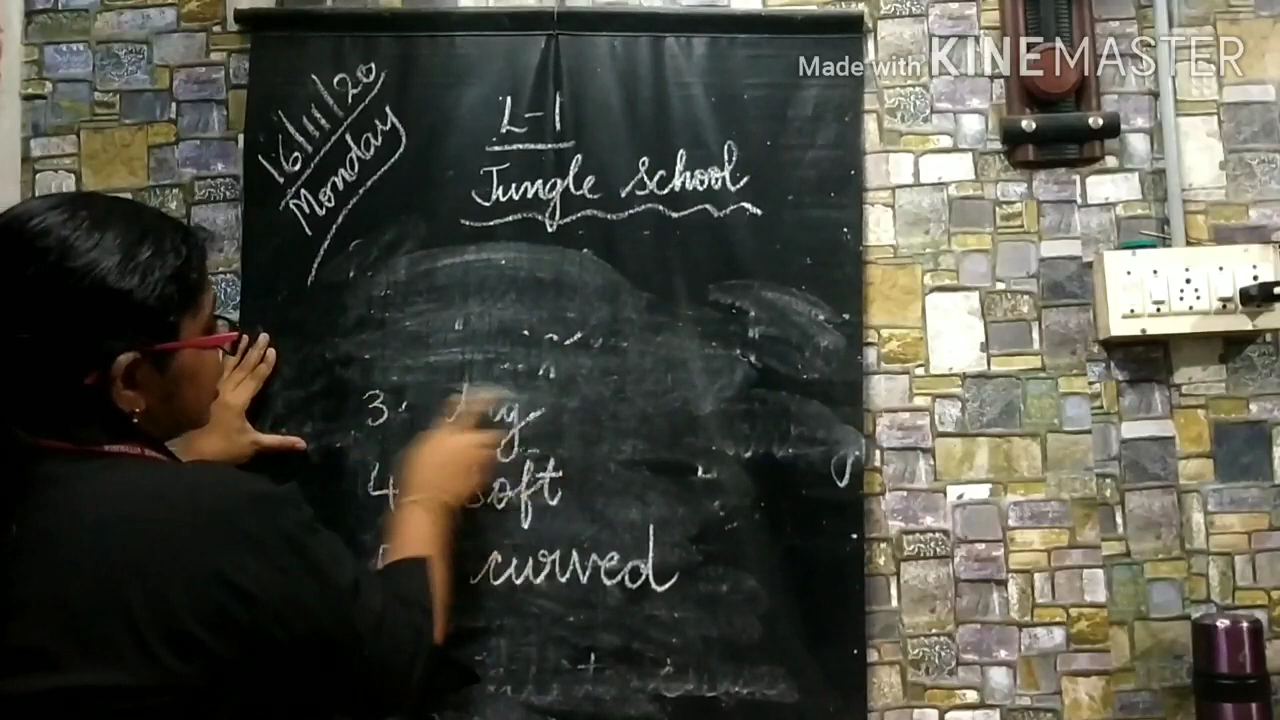 Made with KINEMASTER
16/11/20
Monday
L-1
Jungle School
3.
4. Soft
curved